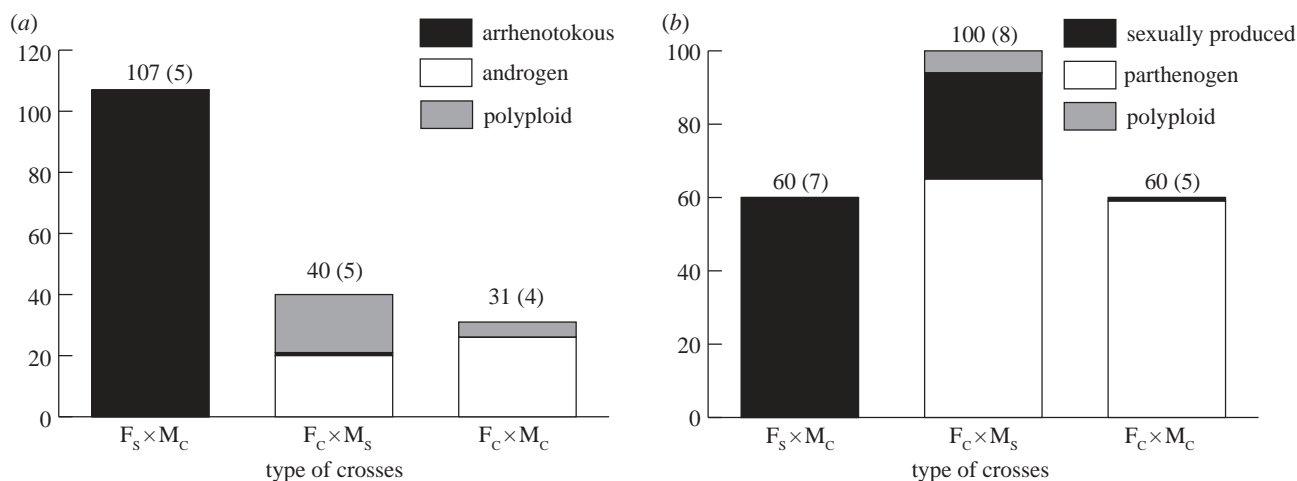 (a)
arrhenotokous
androgen
polyploid
120
100
80
60
40
20
0
107 (5)
40 (5)
31 (4)
F_S × M_C
F_C × M_S
F_C × M_C
type of crosses
(b)
sexually produced
parthenogen
polyploid
100
80
60
40
20
0
60 (7)
100 (8)
60 (5)
F_S × M_C
F_C × M_S
F_C × M_C
type of crosses